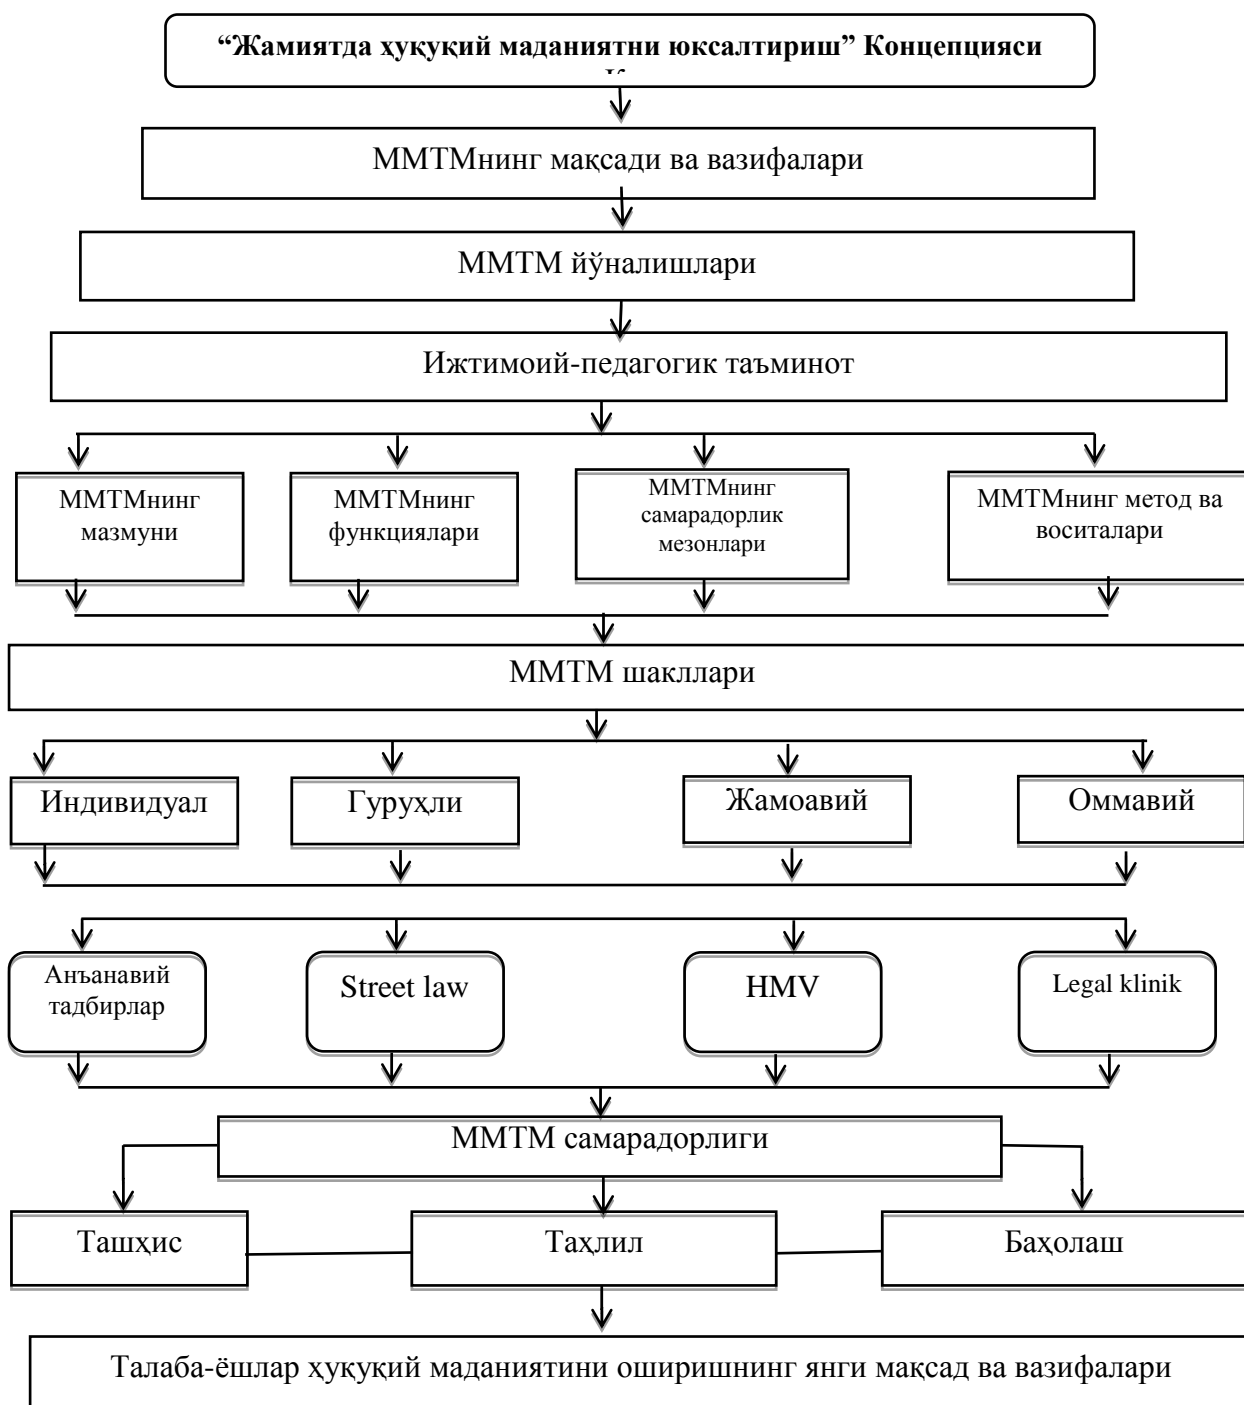 “Жамиятда ҳуқуқий маданиятни юксалтириш” Концепцияси
ММТМнинг мақсади ва вазифалари
ММТМ йўналишлари
Ижтимоий-педагогик таъминот
ММТМнинг
мазмуни
ММТМнинг
функциялари
ММТМнинг
самарадорлик
мезонлари
ММТМнинг метод ва
воситалари
ММТМ шакллари
Индивидуал
Гуруҳли
Жамоавий
Оммавий
Анъанавий
тадбирлар
Street law
HMV
Legal klinik
ММТМ самарадорлиги
Ташҳис
Таҳлил
Баҳолаш
Талаба-ёшлар ҳуқуқий маданиятини оширишнинг янги мақсад ва вазифалари